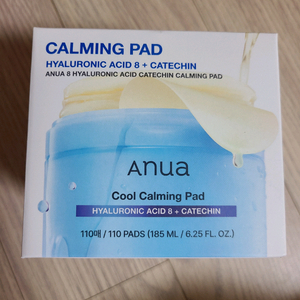 CALMING PAD
HYALURONIC ACID 8 + CATECHIN
ANUA 8 HYALURONIC ACID CATECHIN CALMING PAD
Anua
Cool Calming Pad
HYALURONIC ACID 8 + CATECHIN
110매 / 110 PADS (185 ML / 6.25 FL. OZ.)